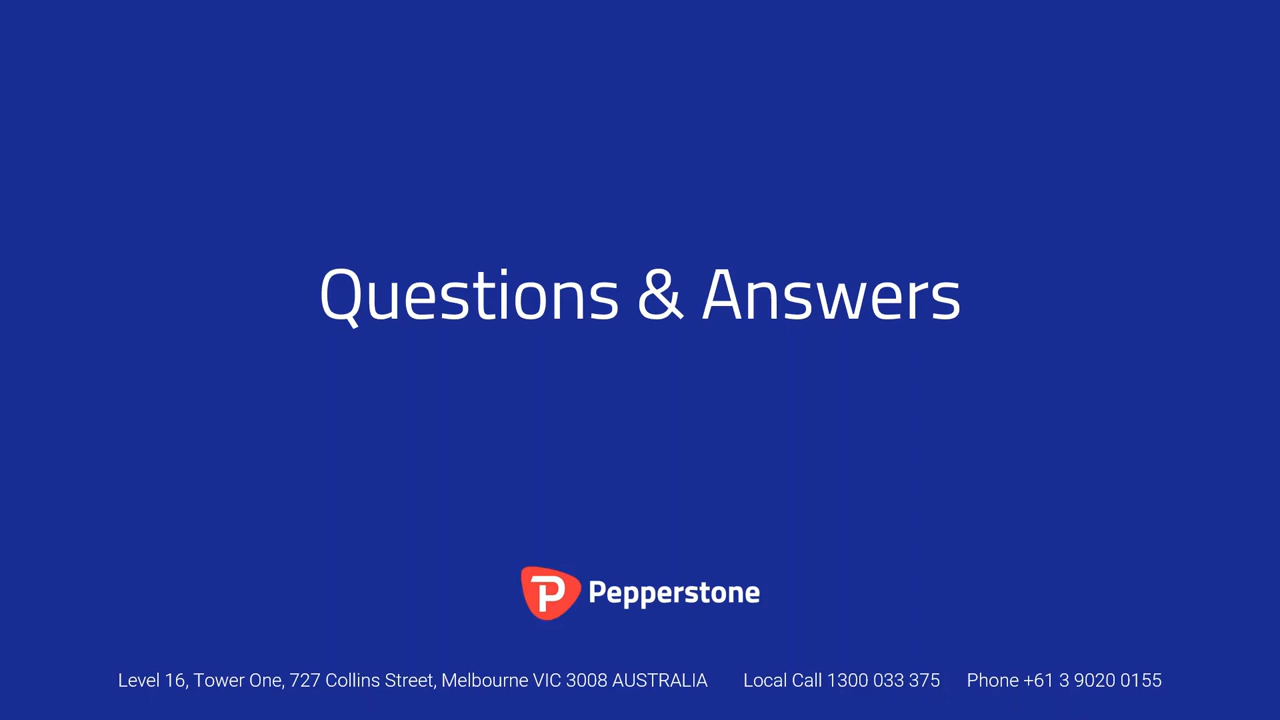 Questions & Answers
Pepperstone
Level 16, Tower One, 727 Collins Street, Melbourne VIC 3008 AUSTRALIA Local Call 1300 033 375 Phone +61 3 9020 0155